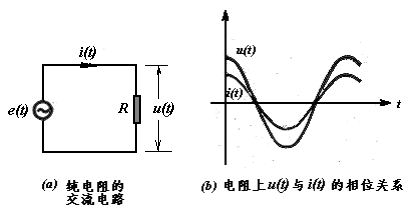 i(t)
e(t)
R
u(t)
(a) 纯电阻的
交流电路
u(t)
i(t)
t
(b) 电阻上u(t)与i(t)的相位关系